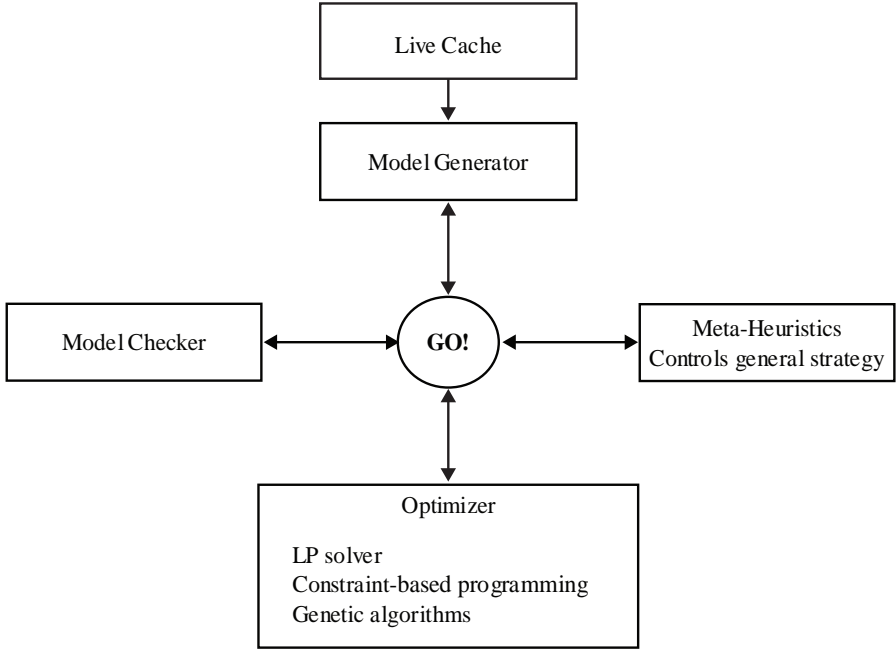 Live Cache
Model Generator
Model Checker
GO!
Meta-Heuristics
Controls general strategy
Optimizer
LP solver
Constraint-based programming
Genetic algorithms